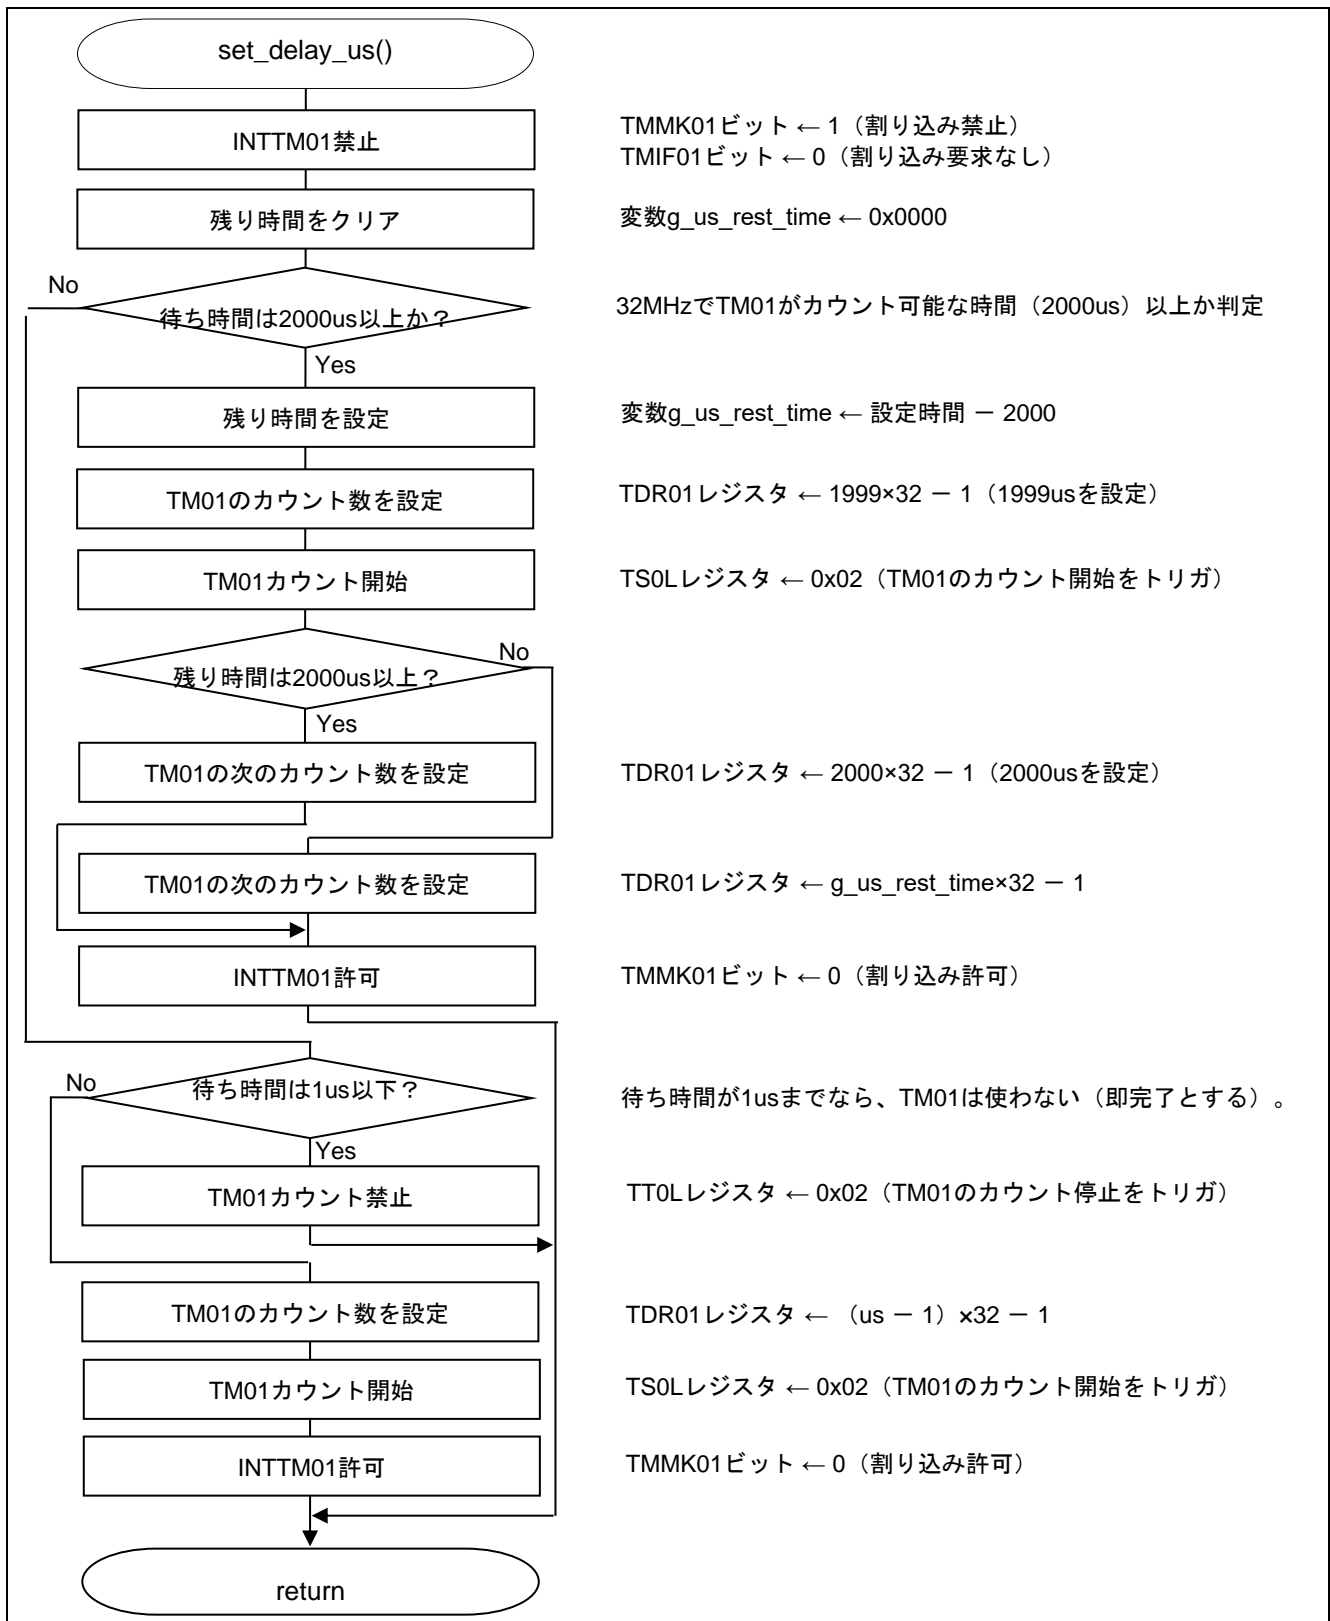 set_delay_us()
INTTM01禁止
TMMK01ビット ← 1（割り込み禁止）
TMIF01ビット ← 0（割り込み要求なし）
残り時間をクリア
変数g_us_rest_time ← 0x0000
No
待ち時間は2000us以上か？
32MHzでTM01がカウント可能な時間（2000us）以上か判定
Yes
残り時間を設定
変数g_us_rest_time ← 設定時間 － 2000
TM01のカウント数を設定
TDR01レジスタ ← 1999×32 － 1（1999usを設定）
TM01カウント開始
TS0Lレジスタ ← 0x02（TM01のカウント開始をトリガ）
No
残り時間は2000us以上？
Yes
TM01の次のカウント数を設定
TDR01レジスタ ← 2000×32 － 1（2000usを設定）
TM01の次のカウント数を設定
TDR01レジスタ ← g_us_rest_time×32 － 1
INTTM01許可
TMMK01ビット ← 0（割り込み許可）
No
待ち時間は1us以下？
待ち時間が1usまでなら、TM01は使わない（即完了とする）。
Yes
TM01カウント禁止
TT0Lレジスタ ← 0x02（TM01のカウント停止をトリガ）
TM01のカウント数を設定
TDR01レジスタ ← （us － 1）×32 － 1
TM01カウント開始
TS0Lレジスタ ← 0x02（TM01のカウント開始をトリガ）
INTTM01許可
TMMK01ビット ← 0（割り込み許可）
return